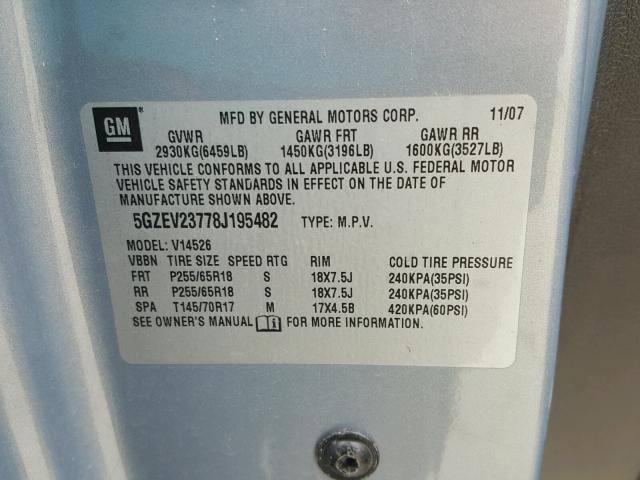 GM ® MFD BY GENERAL MOTORS CORP. 11/07
GVWR GAWR FRT GAWR RR
2930KG(6459LB) 1450KG(3196LB) 1600KG(3527LB)
THIS VEHICLE CONFORMS TO ALL APPLICABLE U.S. FEDERAL MOTOR
VEHICLE SAFETY STANDARDS IN EFFECT ON THE DATE OF
MANUFACTURE SHOWN ABOVE.
5GZEV23778J195482 TYPE: M.P.V.
MODEL: V14526
VBBN TIRE SIZE SPEED RTG RIM COLD TIRE PRESSURE
FRT P255/65R18 S 18X7.5J 240KPA(35PSI)
RR P255/65R18 S 18X7.5J 240KPA(35PSI)
SPA T145/70R17 M 17X4.5B 420KPA(60PSI)
SEE OWNER'S MANUAL FOR MORE INFORMATION.